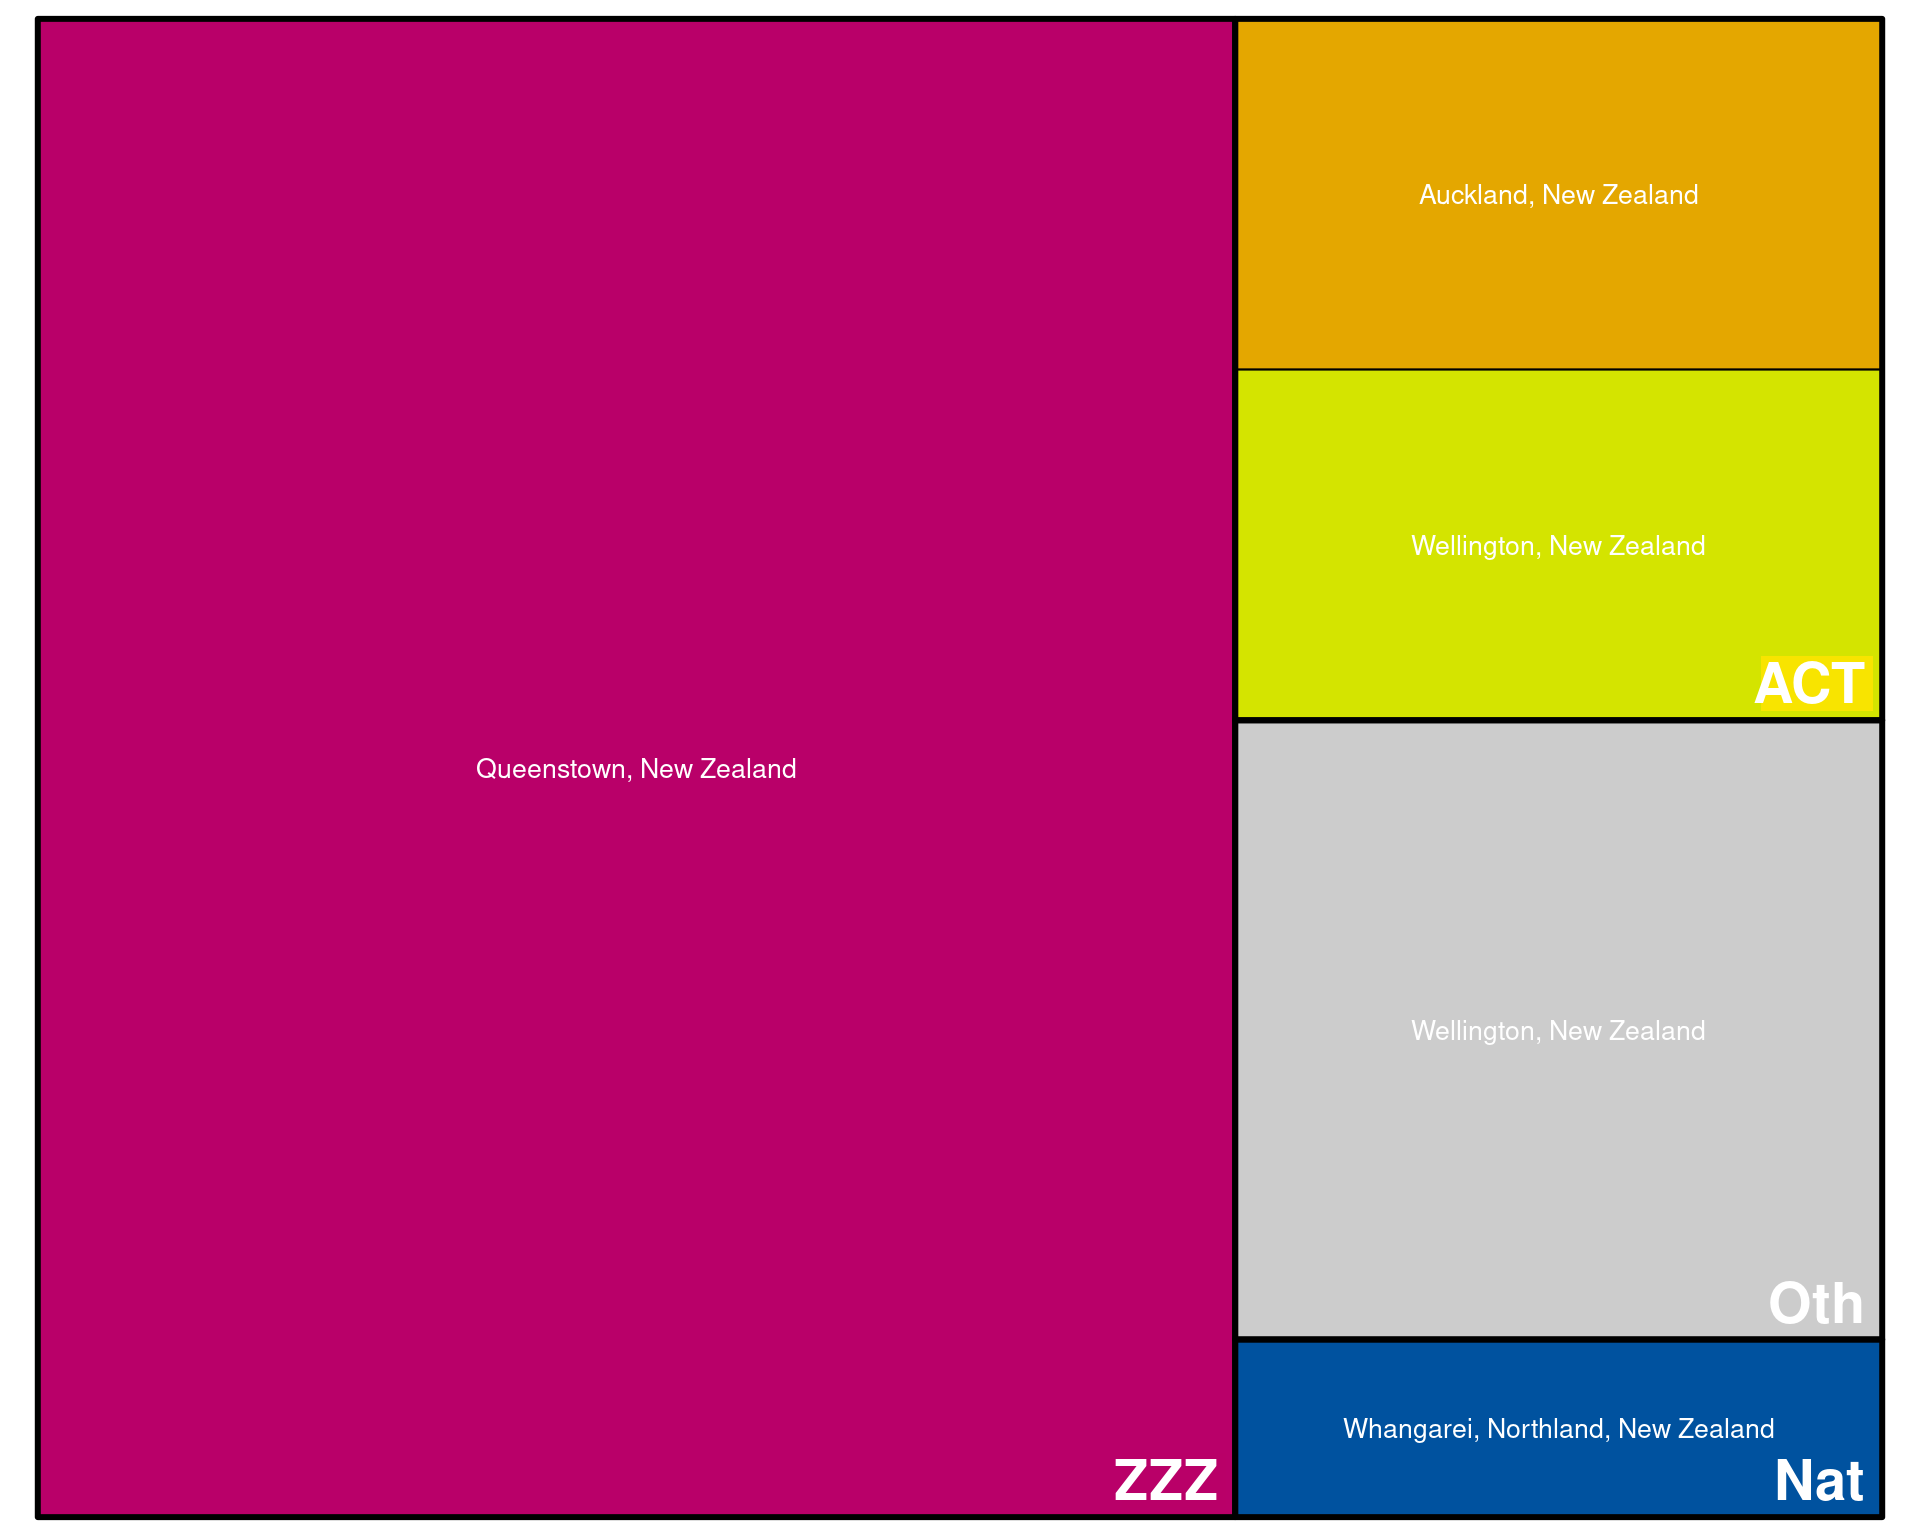 Queenstown, New Zealand
ZZZ
Auckland, New Zealand
Wellington, New Zealand
ACT
Wellington, New Zealand
Oth
Whangarei, Northland, New Zealand
Nat